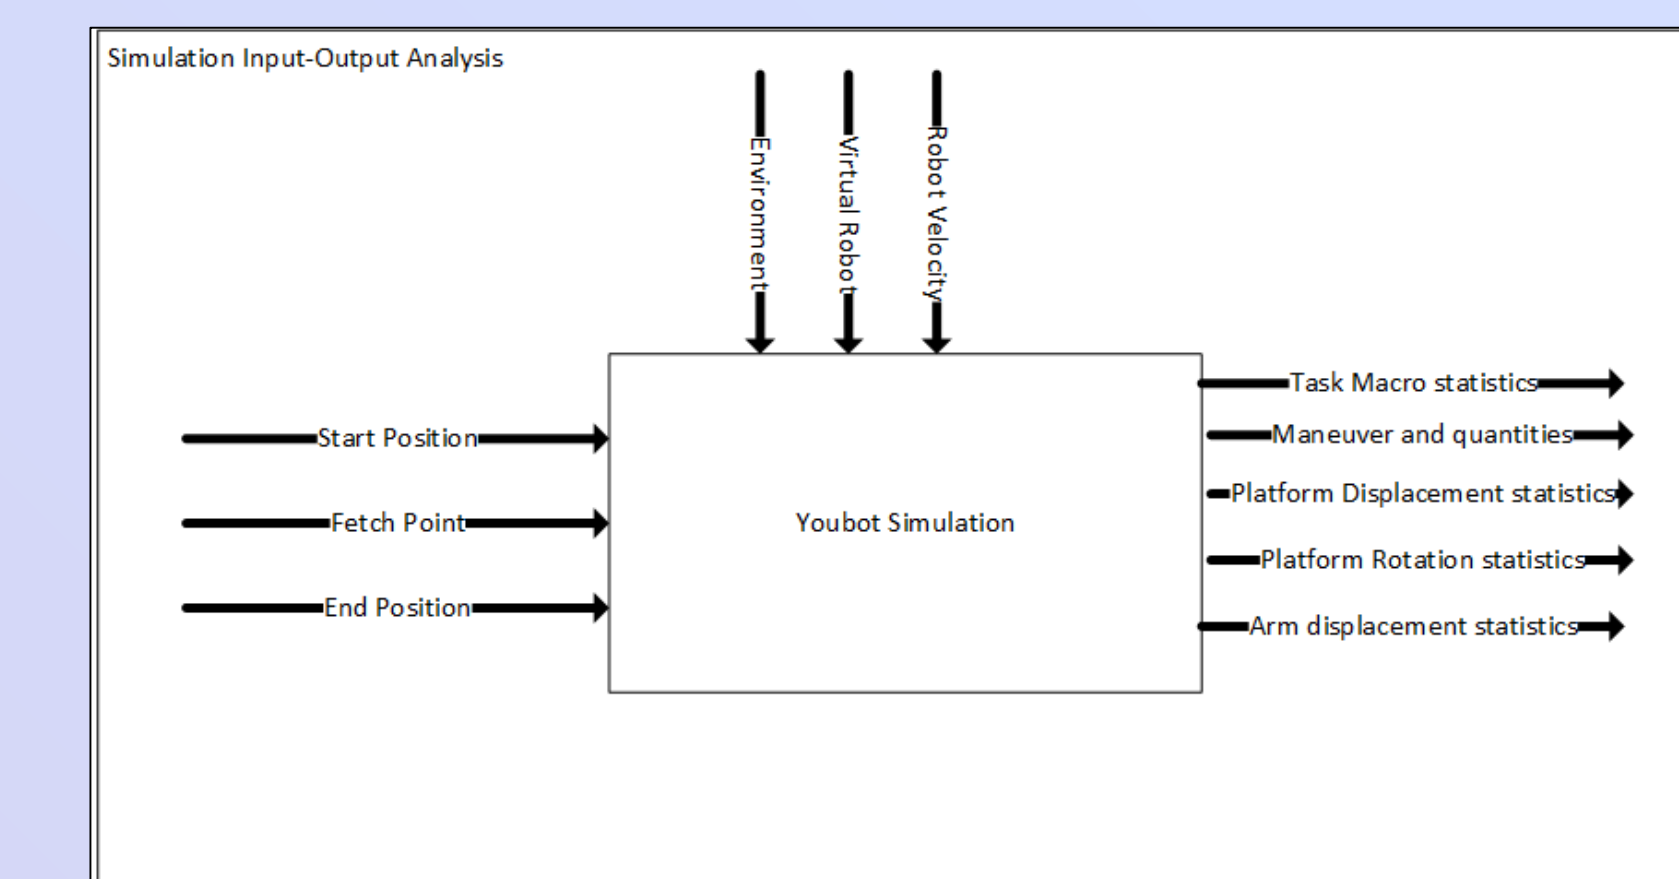 Simulation Input-Output Analysis
Environment
Virtual Robot
Robot Velocity
Start Position
Fetch Point
End Position
Youbot Simulation
Task Macro statistics
Maneuver and quantities
Platform Displacement statistics
Platform Rotation statistics
Arm displacement statistics